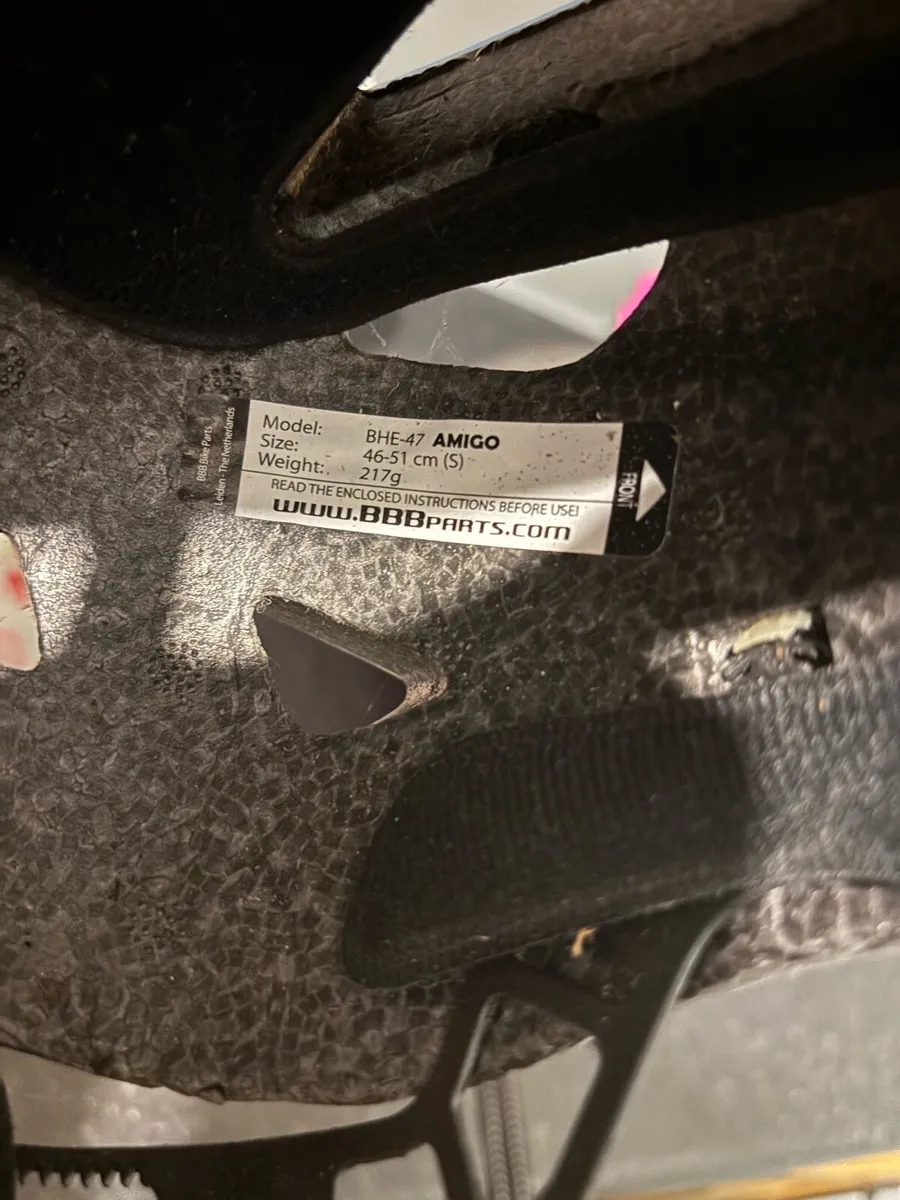 BBB Bike Parts
Leiden - The Netherlands
Model: BHE-47 AMIGO
Size: 46-51 cm (S)
Weight: 217g
READ THE ENCLOSED INSTRUCTIONS BEFORE USE!
www.BBBPARTS.com
FRONT